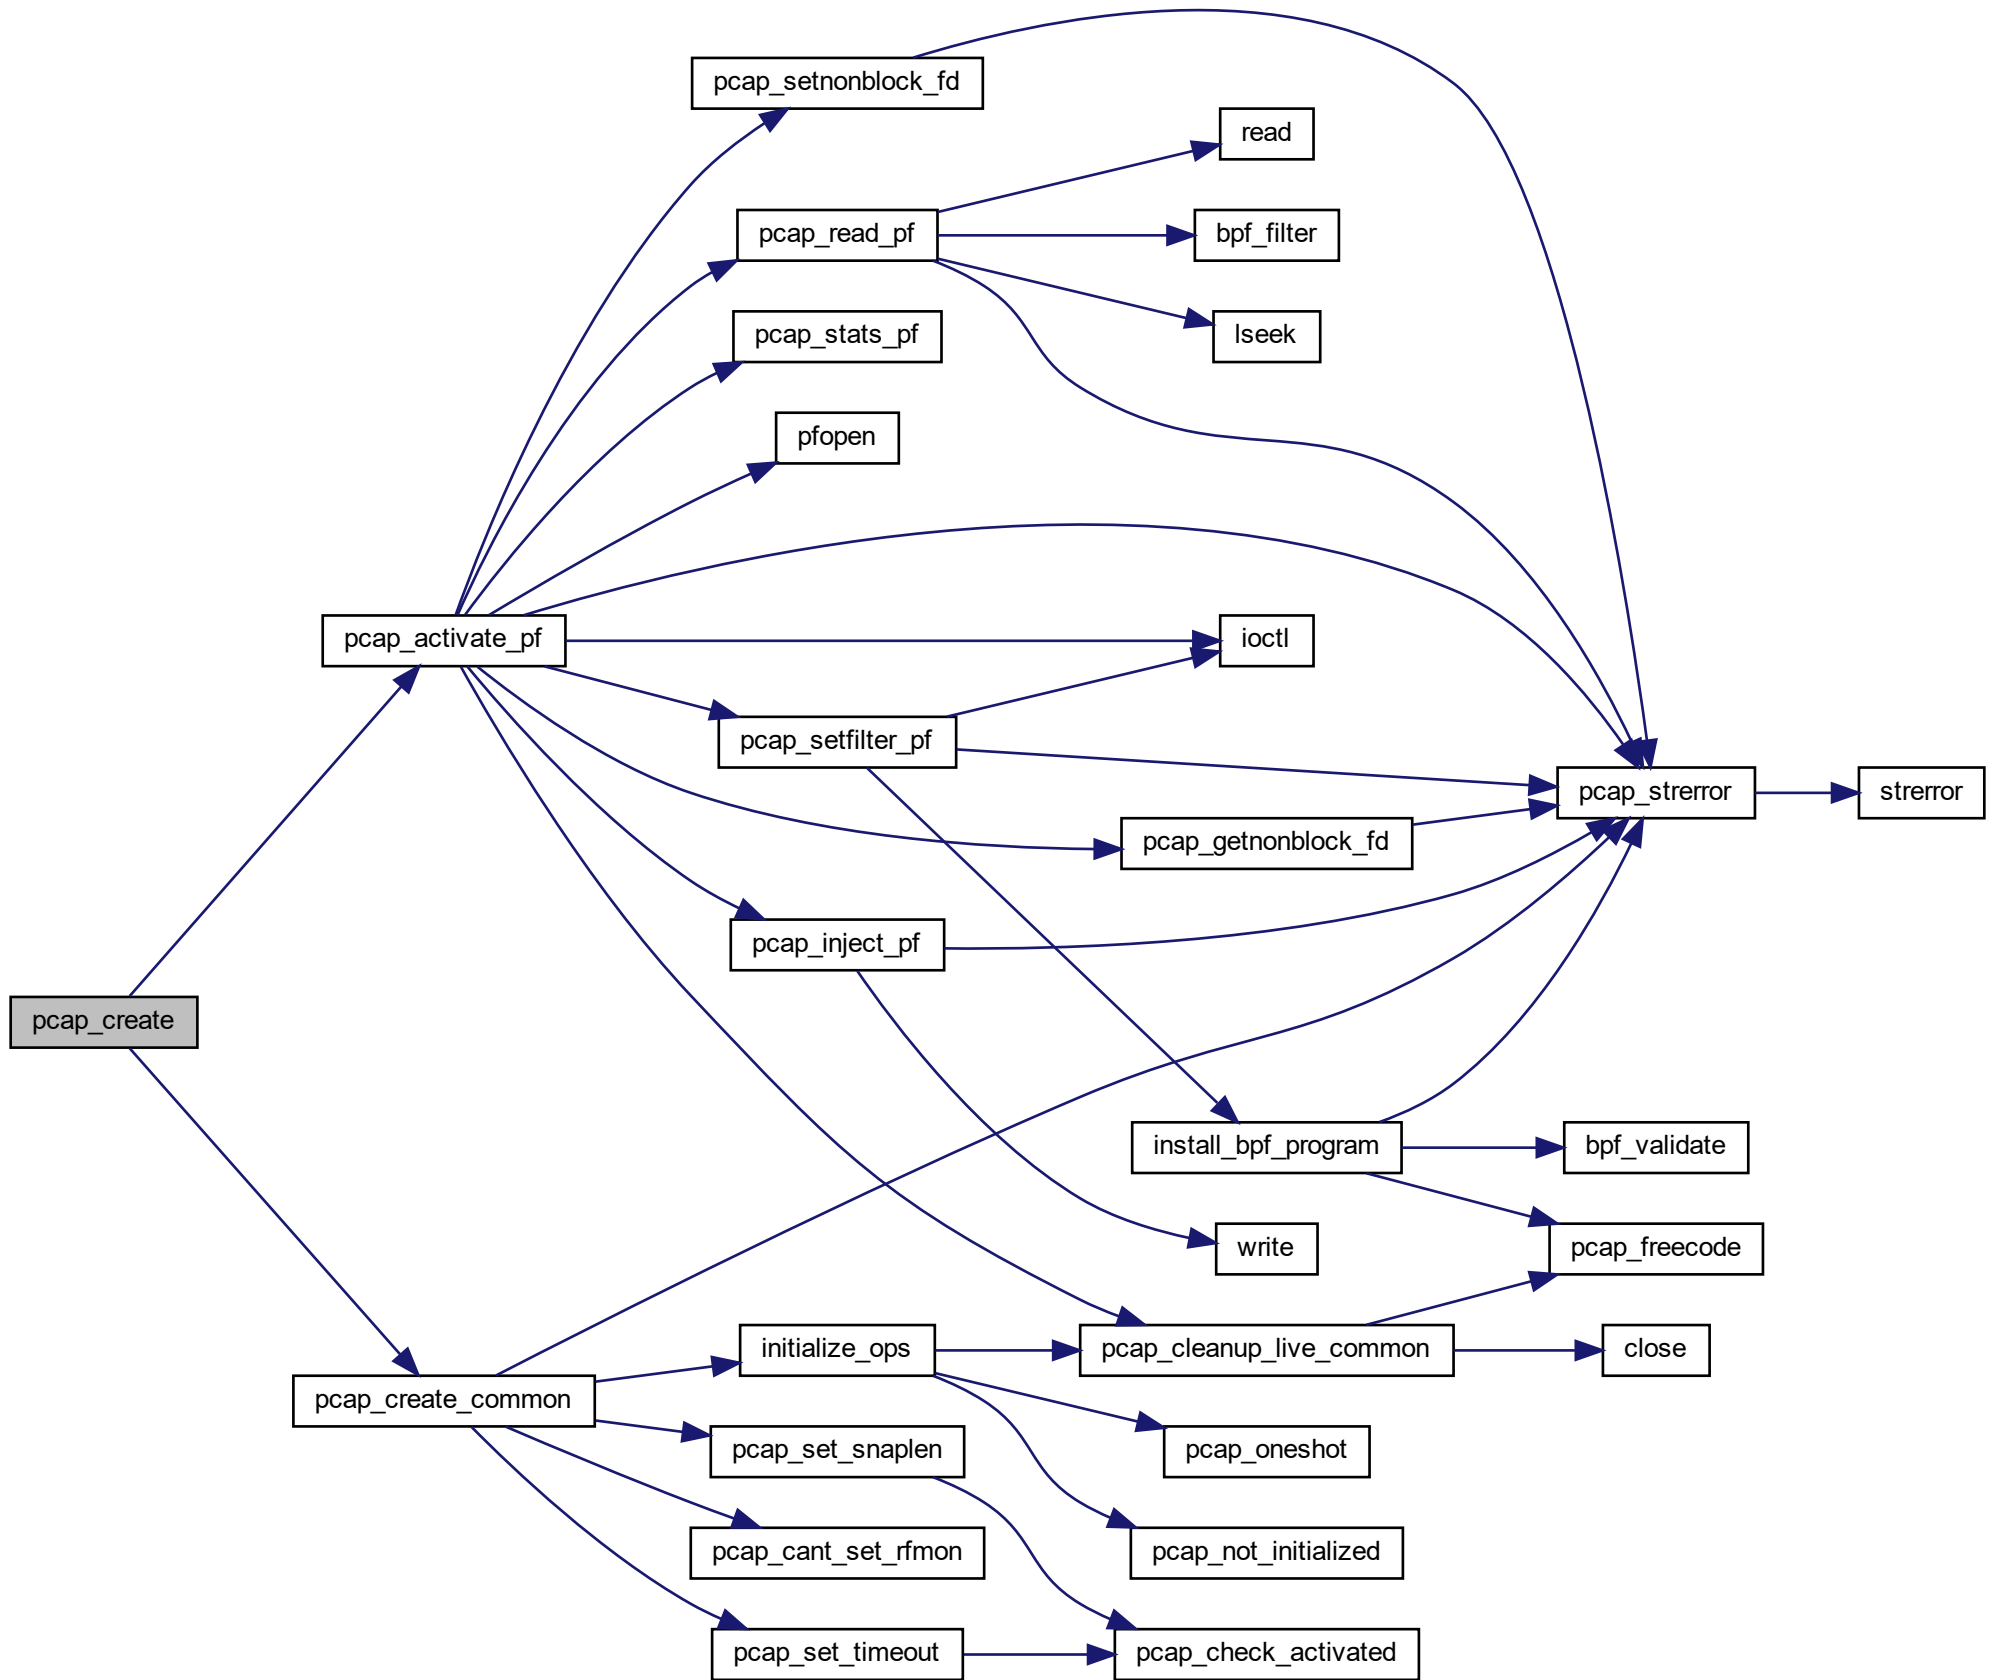 pcap_setnonblock_fd
read
pcap_read_pf
bpf_filter
pcap_stats_pf
lseek
pfopen
pcap_activate_pf
ioctl
pcap_setfilter_pf
pcap_strerror
strerror
pcap_getnonblock_fd
pcap_inject_pf
pcap_create
install_bpf_program
bpf_validate
write
pcap_freecode
initialize_ops
pcap_cleanup_live_common
close
pcap_create_common
pcap_set_snaplen
pcap_oneshot
pcap_cant_set_rfmon
pcap_not_initialized
pcap_set_timeout
pcap_check_activated